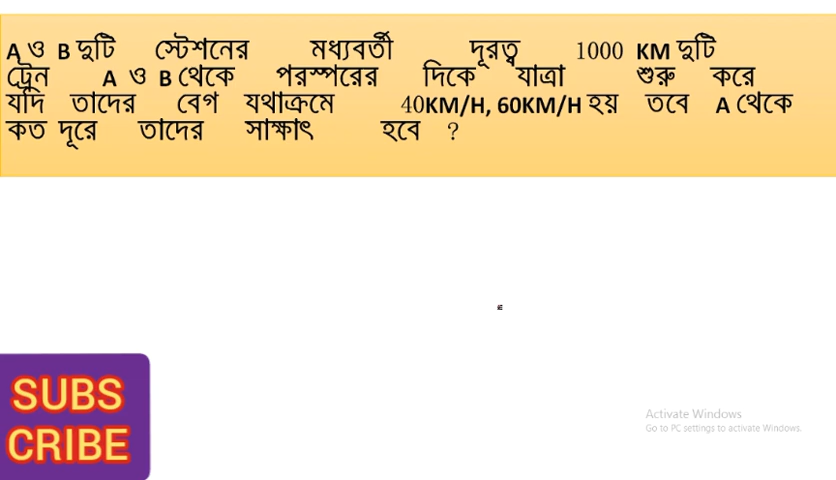 A ও B দুটি স্টেশনের মধ্যবর্তী দূরত্ব 1000 KM দুটি
ট্রেন A ও B থেকে পরস্পরের দিকে যাত্রা শুরু করে
যদি তাদের বেগ যথাক্রমে 40KM/H, 60KM/H হয় তবে A থেকে
কত দূরে তাদের সাক্ষাৎ হবে ?
SUBS
CRIBE
Activate Windows
Go to PC settings to activate Windows.